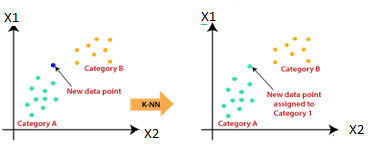 X1
Category B
New data point
Category A
X2
K-NN
X1
Category B
New data point
assigned to
Category 1
Category A
X2